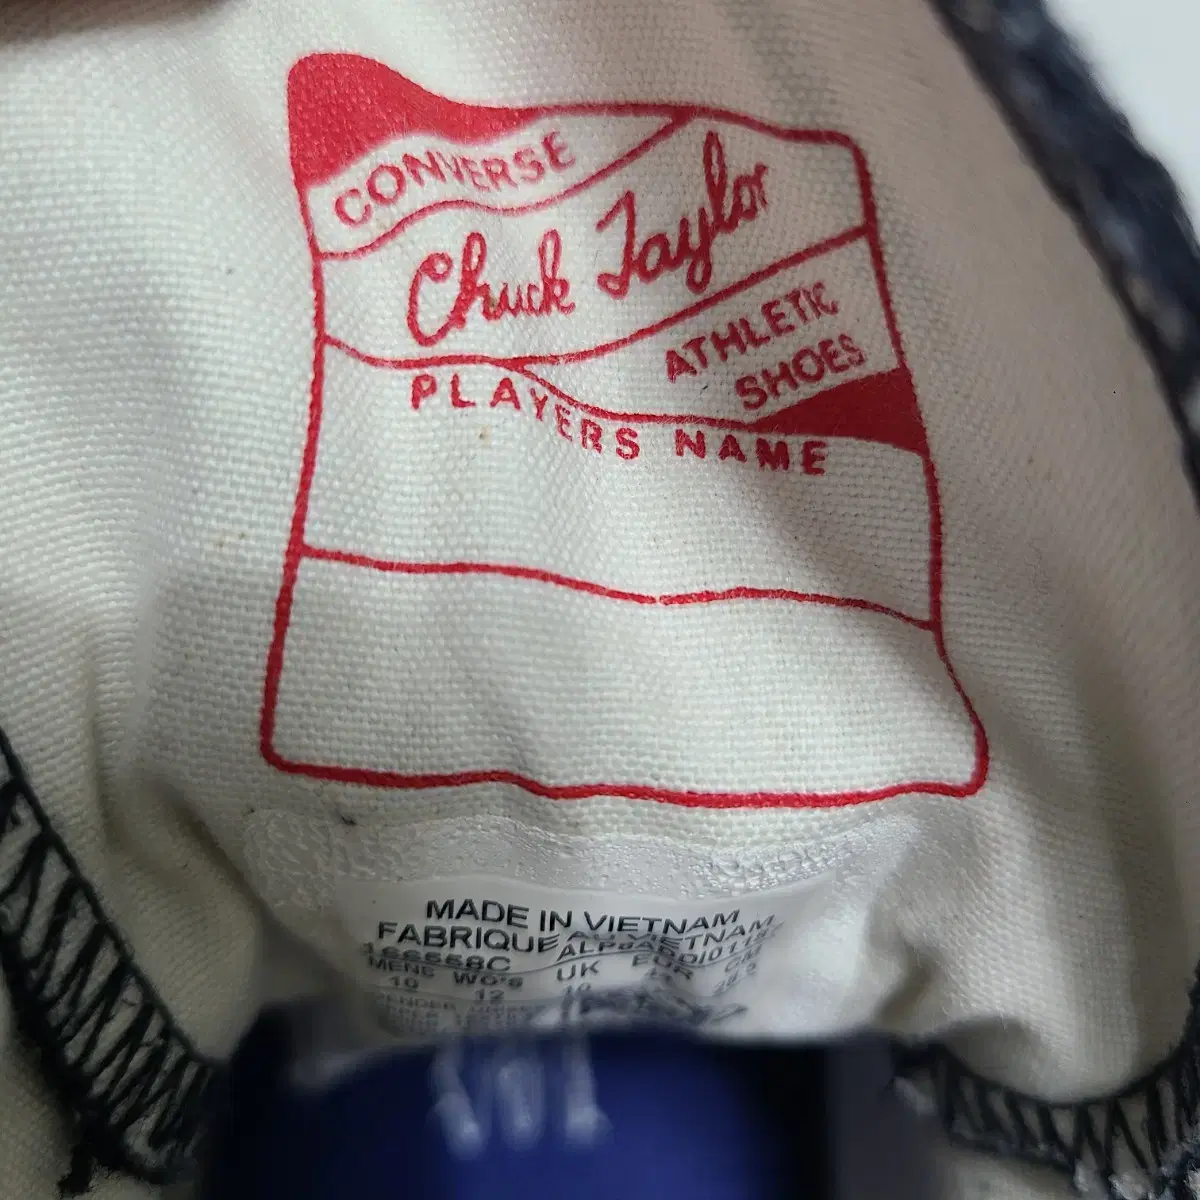 CONVERSE
Chuck Taylor
ATHLETIC
SHOES
PLAYERS NAME
MADE IN VIETNAM
FABRIQUE AU VIETNAM
MENS WO'S UK EUR
10 12 10